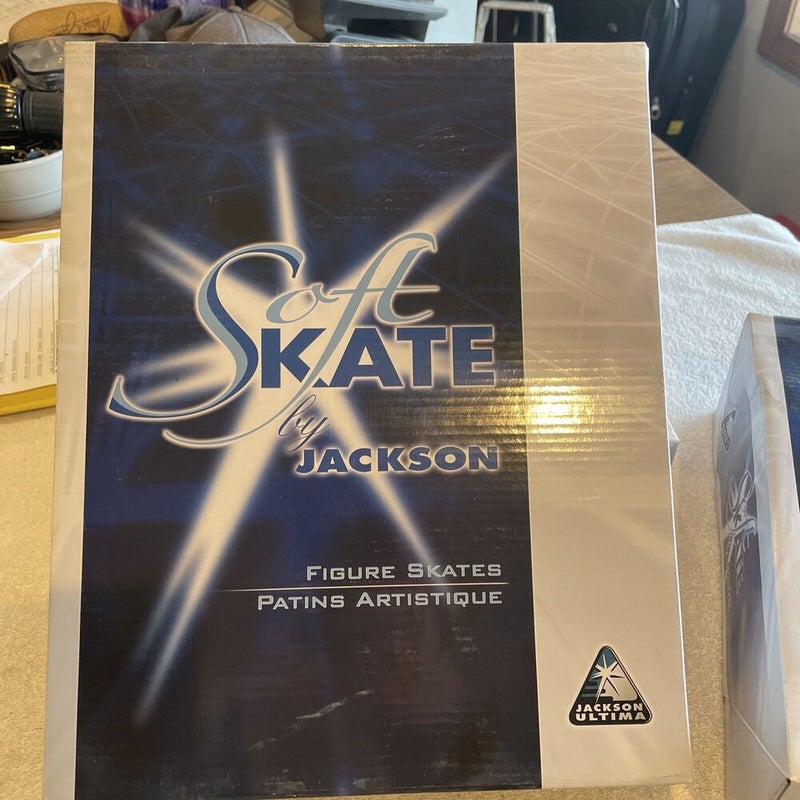 Soft
SKATE
by
JACKSON
FIGURE SKATES
PATINS ARTISTIQUE
JACKSON
ULTIMA